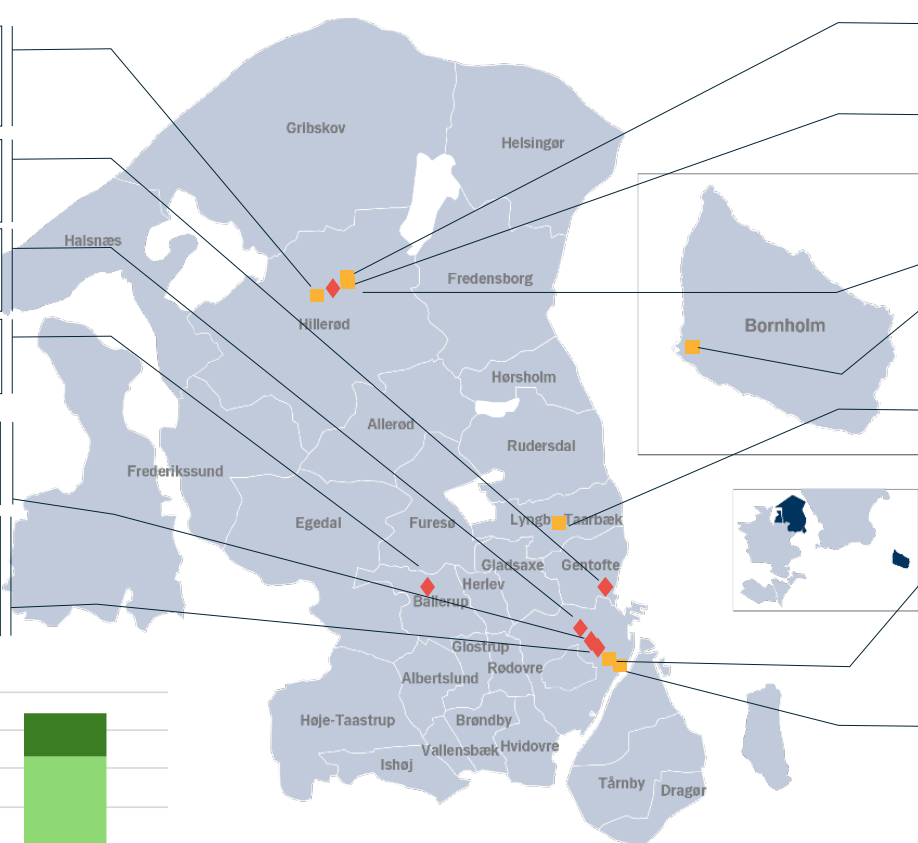 Gribskov
Helsingør
Halsnæs
Fredensborg
Hillerød
Bornholm
Hørsholm
Allerød
Rudersdal
Frederikssund
Egedal
Furesø
Lyngb Taarbæk
Gladsaxe
Gentofte
Herlev
Ballerup
Glostrup
Rødovre
Albertslund
Høje-Taastrup
Brøndby
Vallensbæk
Hvidovre
Ishøj
Tårnby
Dragør